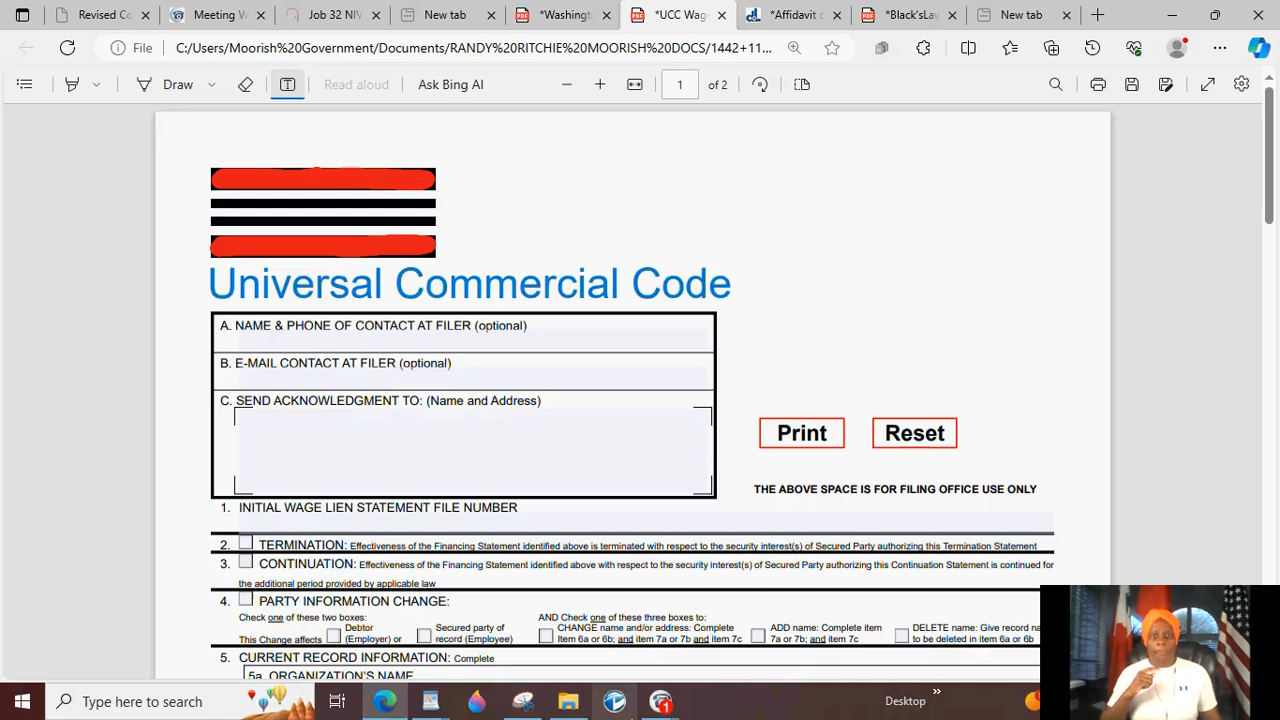 Revised Co
Meeting W
Job 32 NIV
New tab
*Washingto
*UCC Wage
*Affidavit o
*Black'sLaw
New tab
File
C:/Users/Moorish%20Government/Documents/RANDY%20RITCHIE%20MOORISH%20DOCS/1442+11...
Draw
Read aloud
Ask Bing AI
1
of 2
Universal Commercial Code
A. NAME & PHONE OF CONTACT AT FILER (optional)
B. E-MAIL CONTACT AT FILER (optional)
C. SEND ACKNOWLEDGMENT TO: (Name and Address)
Print
Reset
THE ABOVE SPACE IS FOR FILING OFFICE USE ONLY
1. INITIAL WAGE LIEN STATEMENT FILE NUMBER
2. TERMINATION: Effectiveness of the Financing Statement identified above is terminated with respect to the security interest(s) of Secured Party authorizing this Termination Statement
3. CONTINUATION: Effectiveness of the Financing Statement identified above with respect to the security interest(s) of Secured Party authorizing this Continuation Statement is continued for
the additional period provided by applicable law
4. PARTY INFORMATION CHANGE:
Check one of these two boxes:
AND Check one of these three boxes to:
This Change affects
Debtor
(Employer) or
Secured party of
record (Employee)
CHANGE name and/or address: Complete
Item 6a or 6b; and item 7a or 7b and item 7c
ADD name: Complete item
7a or 7b; and item 7c
DELETE name: Give record na
to be deleted in item 6a or 6b
5. CURRENT RECORD INFORMATION: Complete
5a. ORGANIZATION'S NAME
Type here to search
1
Desktop